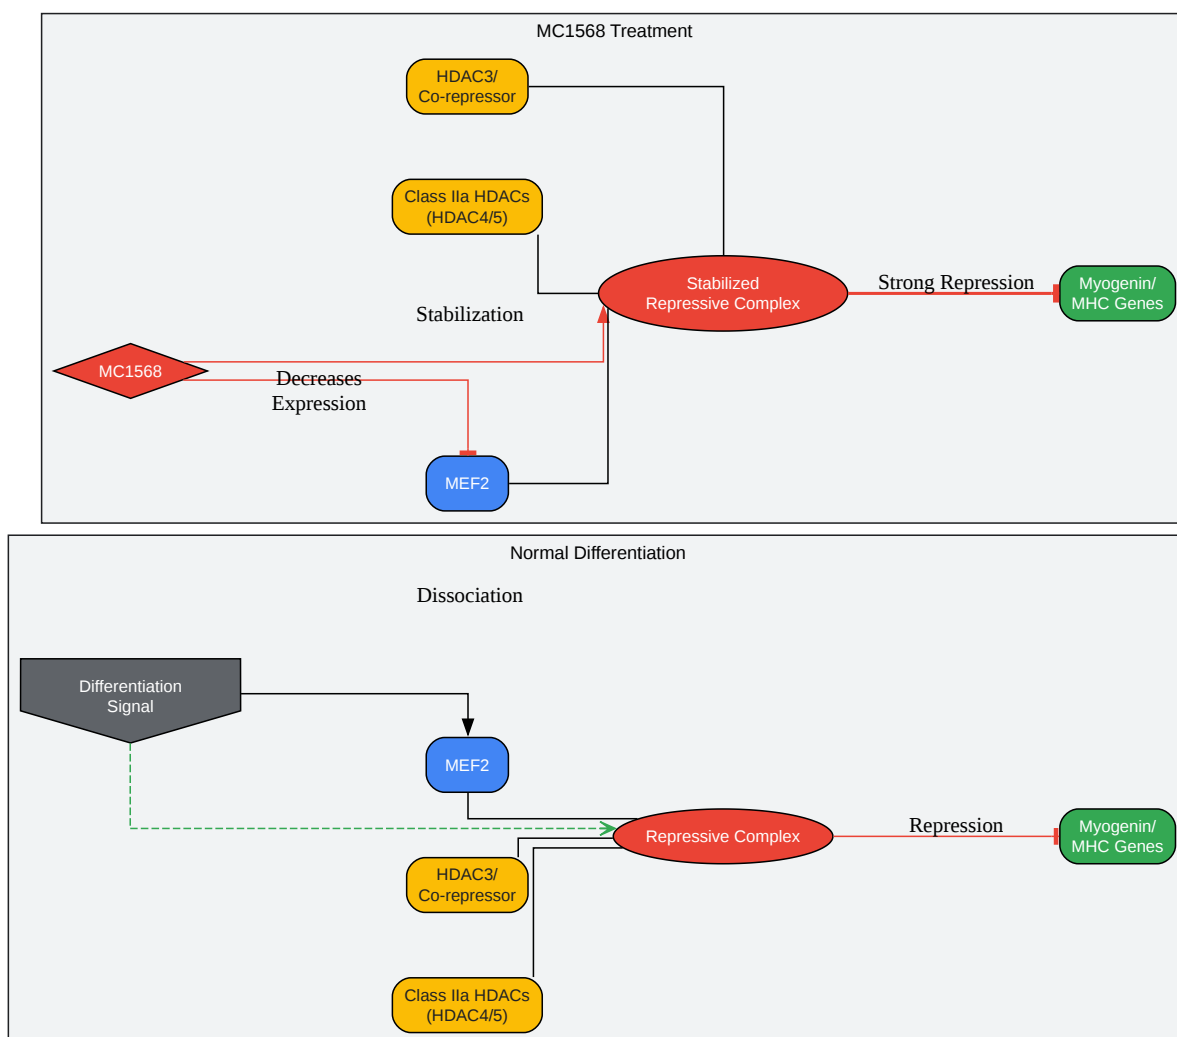 MC1568 Treatment
HDAC3/
Co-repressor
Class IIa HDACs
(HDAC4/5)
Stabilized
Repressive Complex
Strong Repression
Myogenin/
MHC Genes
Stabilization
MC1568
Decreases
Expression
MEF2
Normal Differentiation
Dissociation
Differentiation
Signal
MEF2
Repressive Complex
Repression
Myogenin/
MHC Genes
HDAC3/
Co-repressor
Class IIa HDACs
(HDAC4/5)